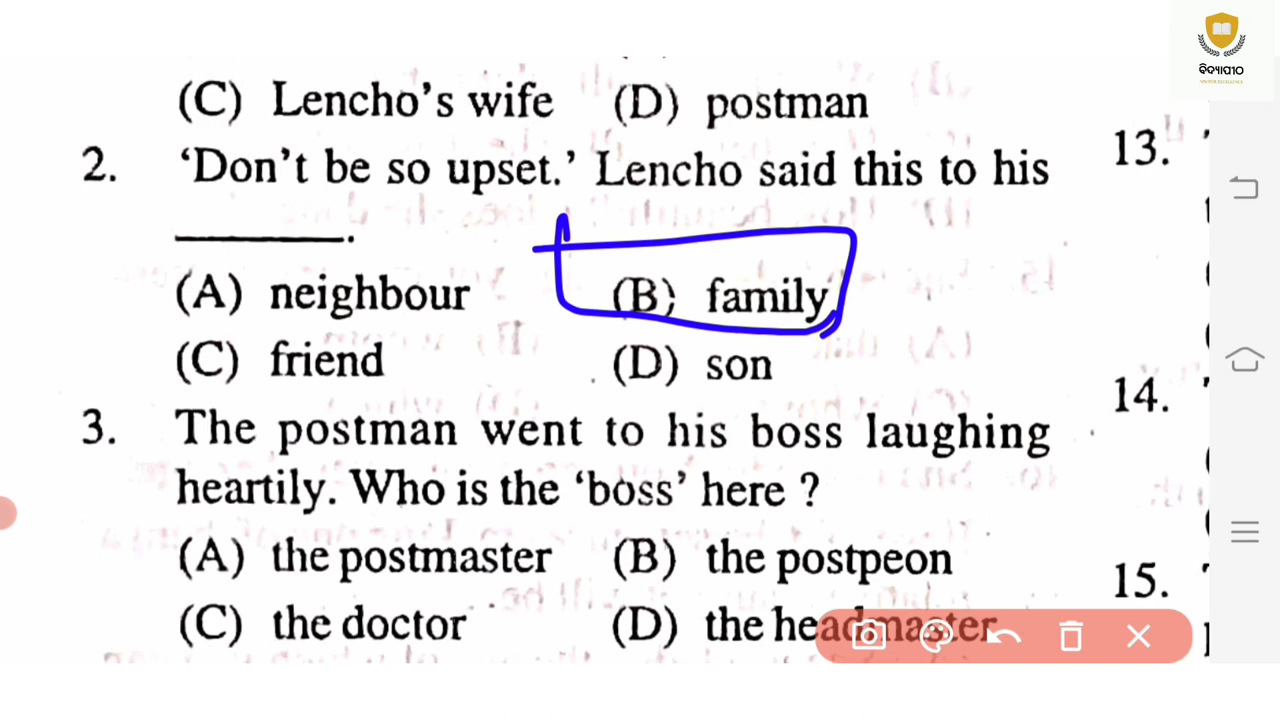 ବିଦ୍ୟାପୀଠ
(C) Lencho's wife (D) postman
2. 'Don't be so upset.' Lencho said this to his
________.
(A) neighbour (B) family
(C) friend (D) son
3. The postman went to his boss laughing
heartily. Who is the 'boss' here ?
(A) the postmaster (B) the postpeon
(C) the doctor (D) the headmaster
13.
14.
15.